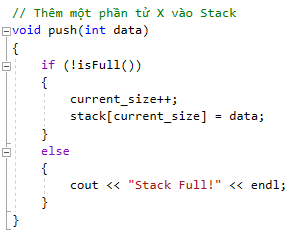 // Thêm một phần tử X vào Stack
void push(int data)
{
    if (!isFull())
    {
        current_size++;
        stack[current_size] = data;
    }
    else
    {
        cout << "Stack Full!" << endl;
    }
}